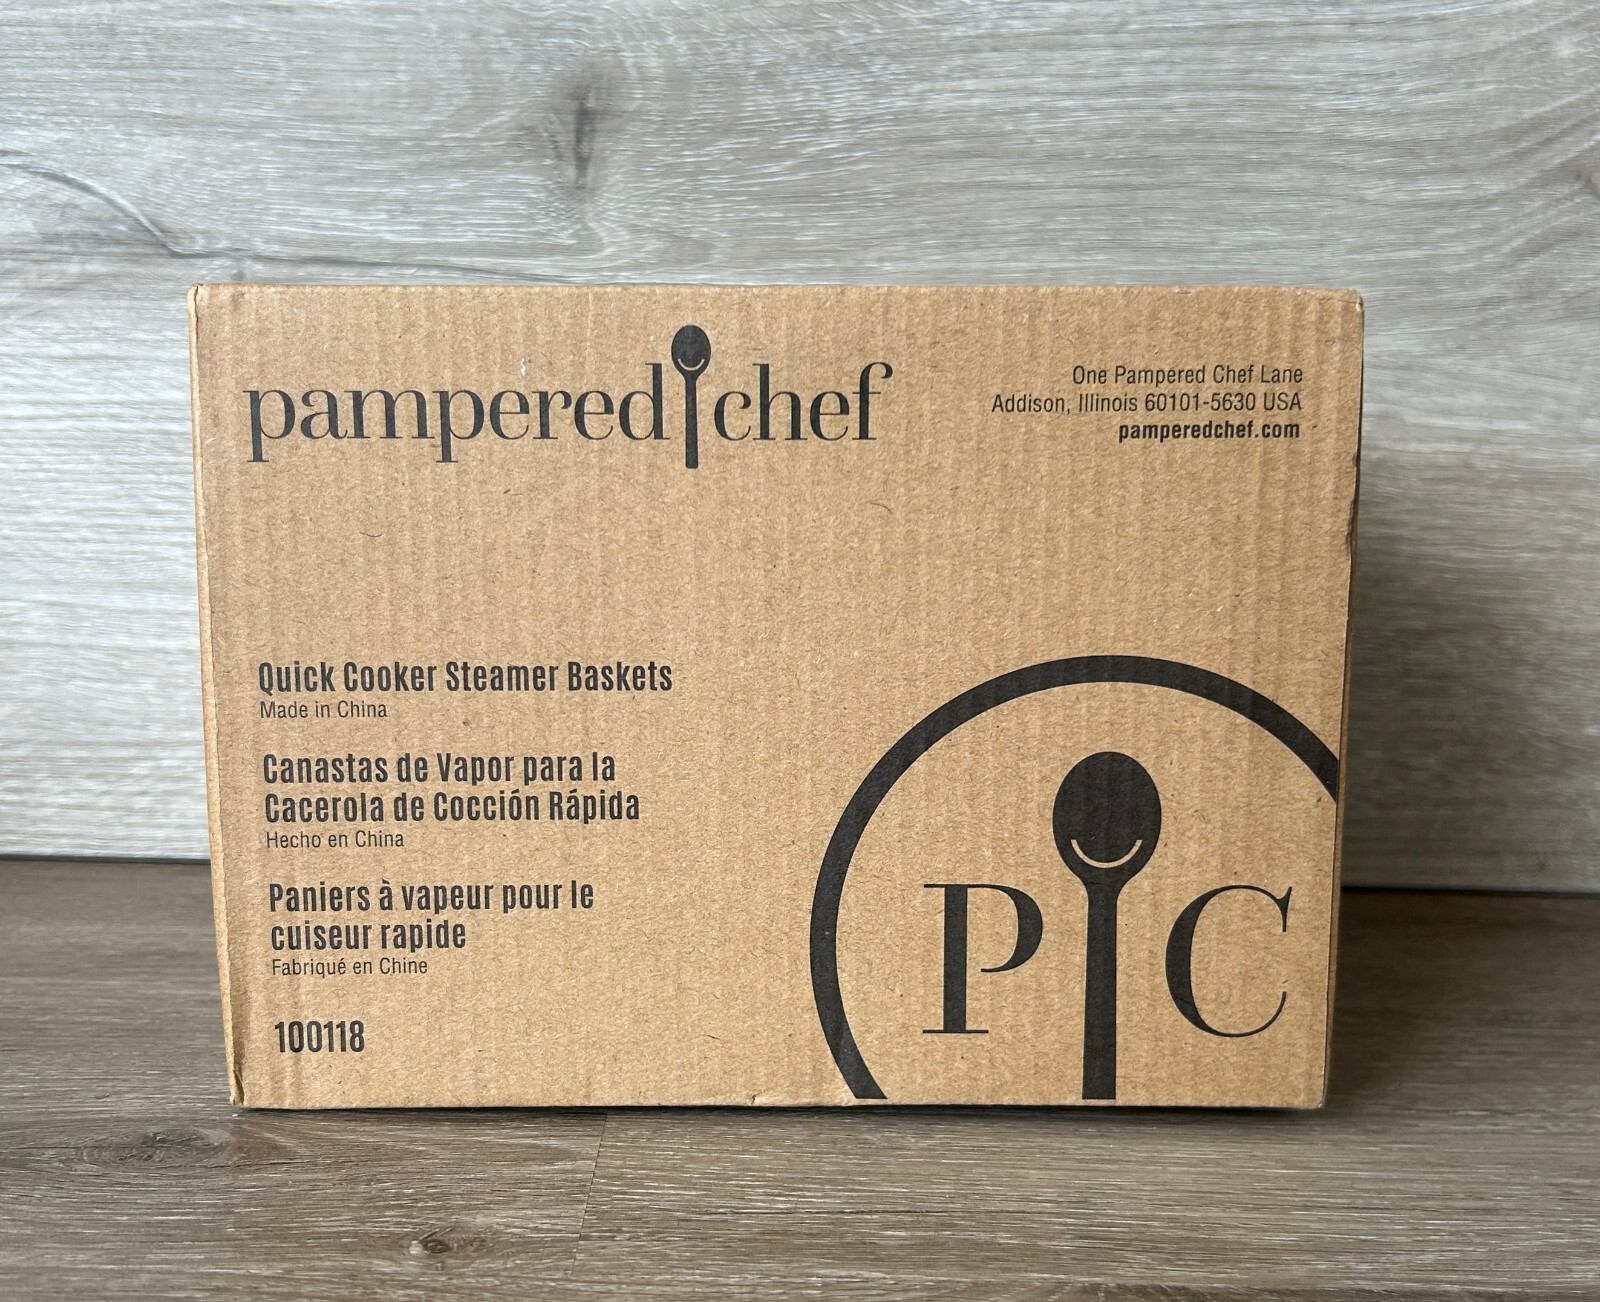 pampered chef
One Pampered Chef Lane
Addison, Illinois 60101-5630 USA
pamperedchef.com
Quick Cooker Steamer Baskets
Made in China
Canastas de Vapor para la
Cacerola de Cocción Rápida
Hecho en China
Paniers à vapeur pour le
cuiseur rapide
Fabriqué en Chine
100118
P C